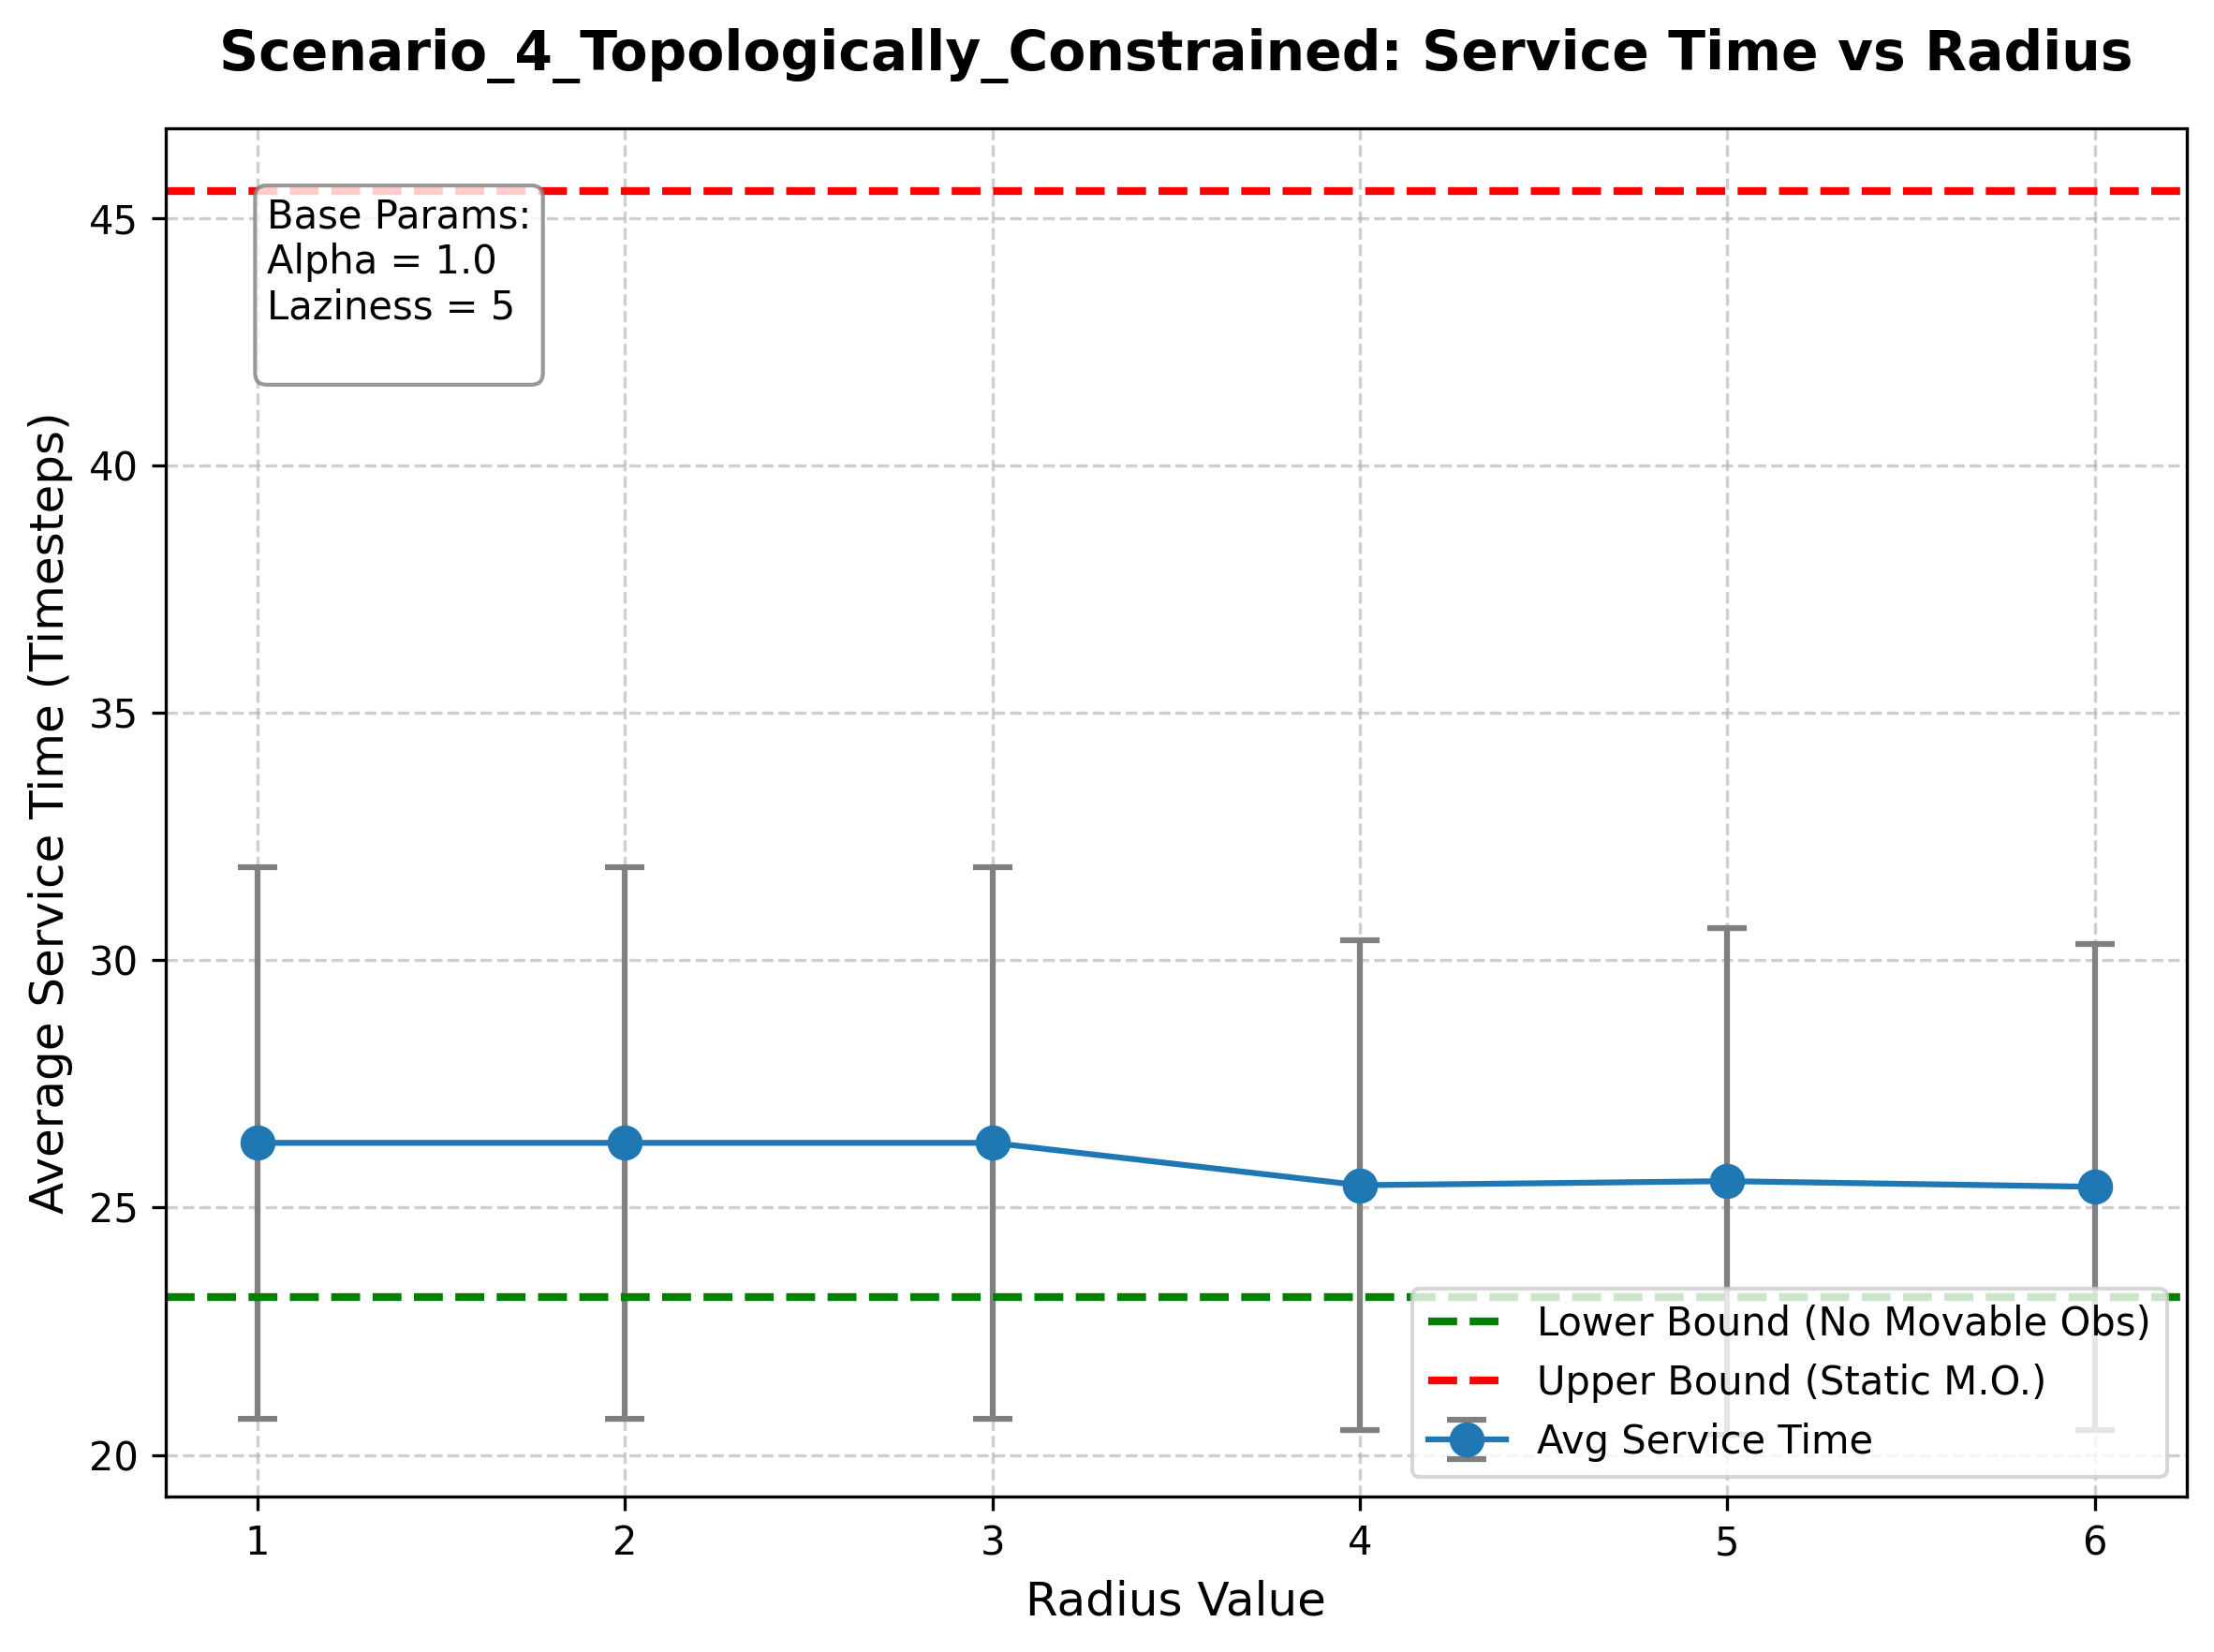 Scenario_4_Topologically_Constrained: Service Time vs Radius
Average Service Time (Timesteps)
45
40
35
30
25
20
Base Params:
Alpha = 1.0
Laziness = 5
Lower Bound (No Movable Obs)
Upper Bound (Static M.O.)
Avg Service Time
1
2
3
4
5
6
Radius Value